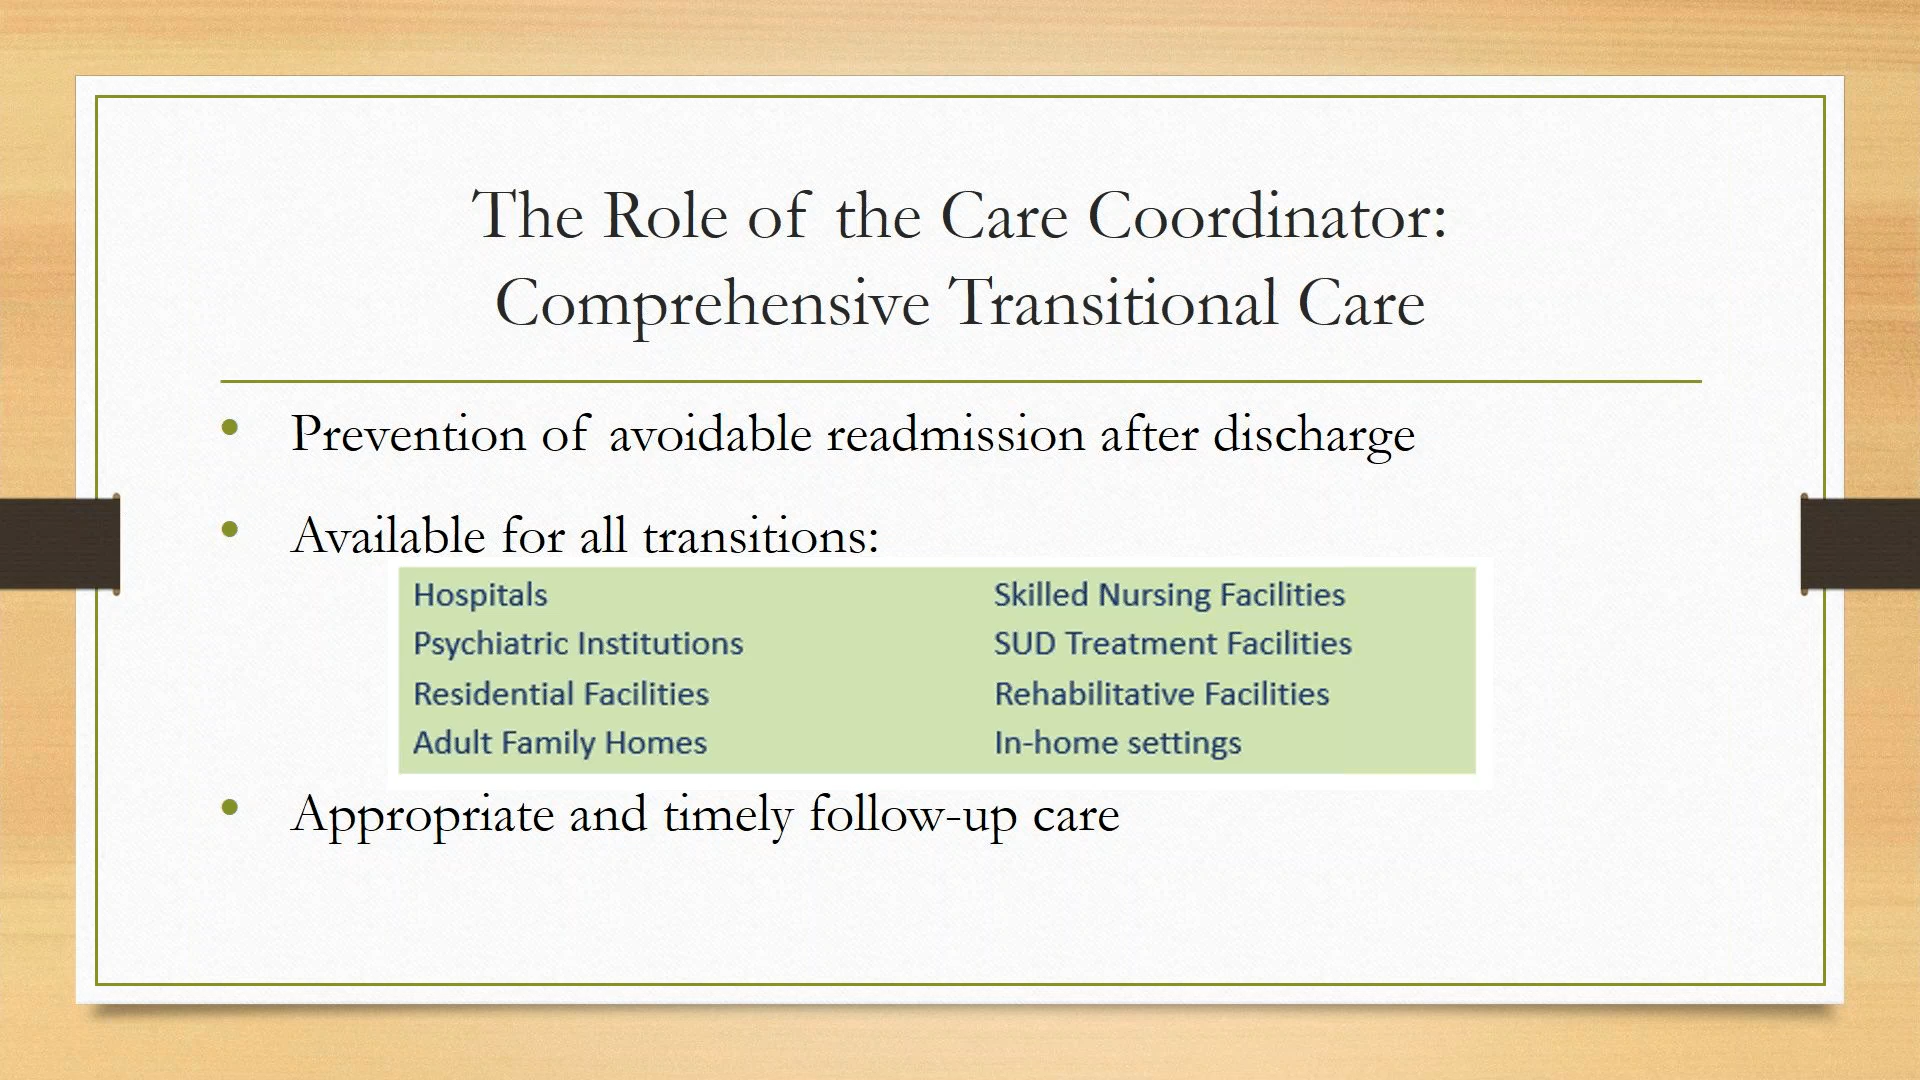 The Role of the Care Coordinator:
Comprehensive Transitional Care
• Prevention of avoidable readmission after discharge
• Available for all transitions:
Hospitals Skilled Nursing Facilities
Psychiatric Institutions SUD Treatment Facilities
Residential Facilities Rehabilitative Facilities
Adult Family Homes In-home settings
• Appropriate and timely follow-up care